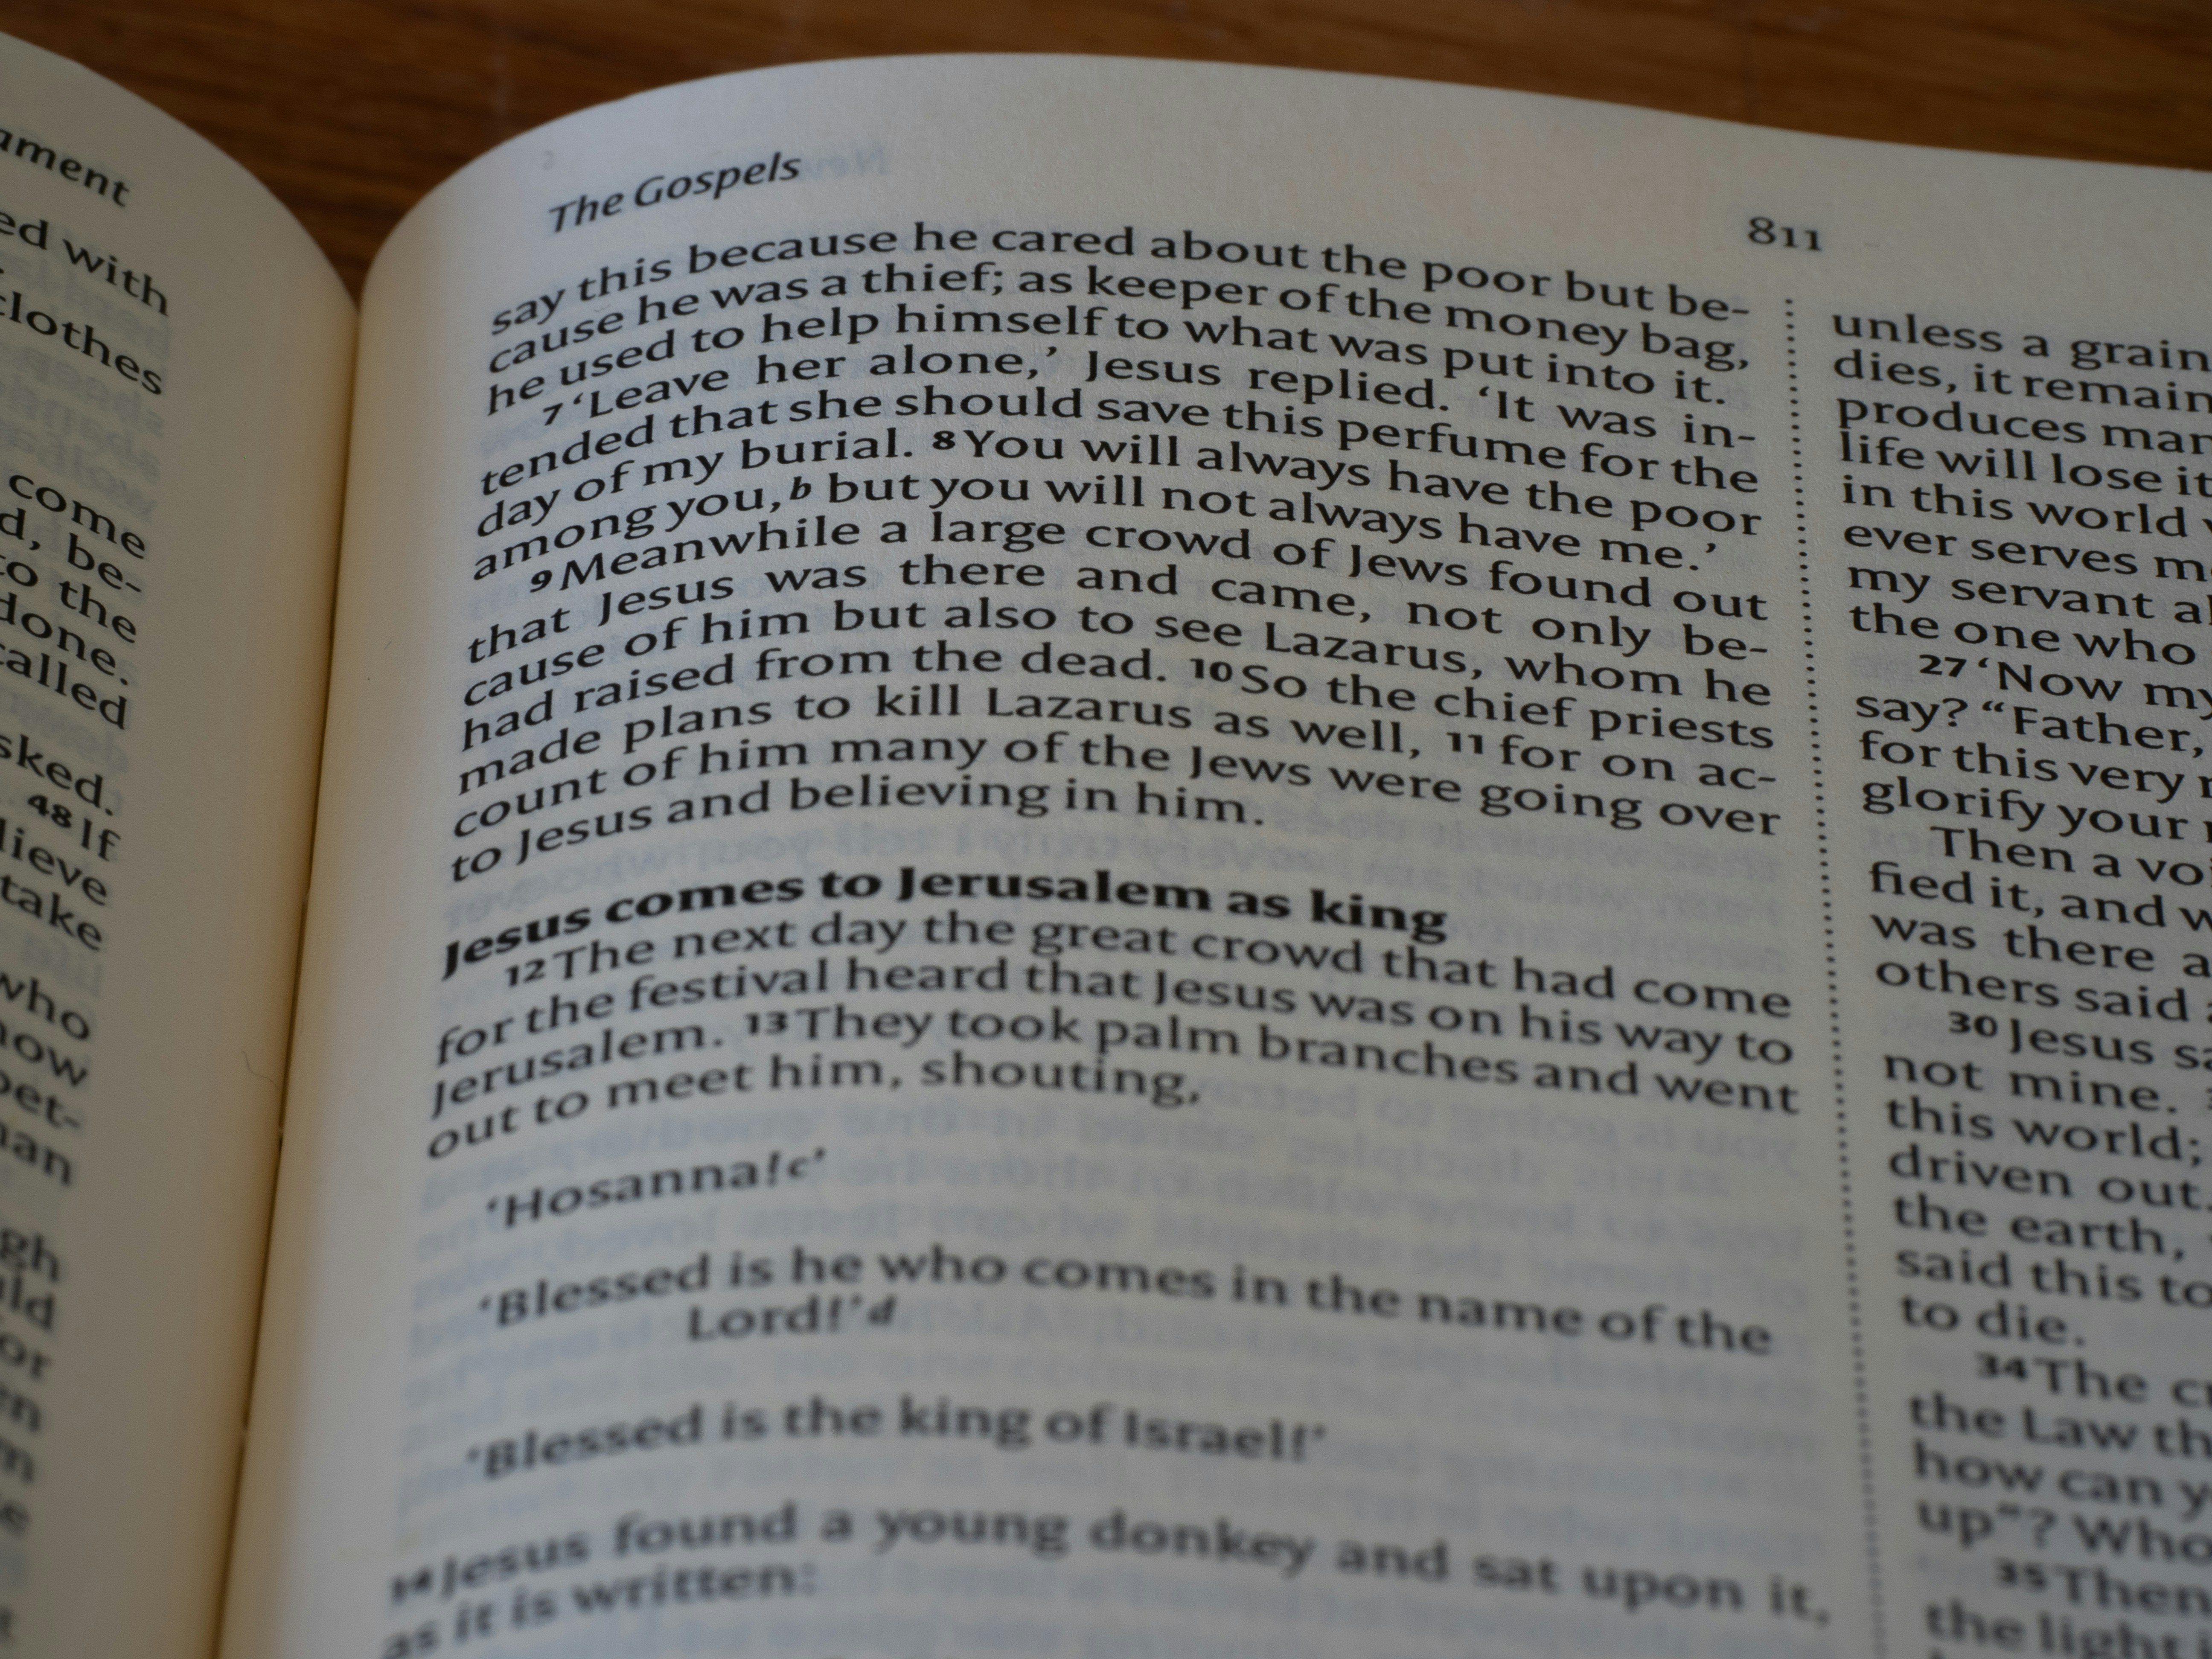 ament
ed with
clothes
come
d, be-
to the
done.
called
sked.
48 If
lieve
take
who
now
pet-
nan
gh
uld
or
en
m
The Gospels
811
say this because he cared about the poor but be-
cause he was a thief; as keeper of the money bag,
he used to help himself to what was put into it.
7 ‘Leave her alone,’ Jesus replied. ‘It was in-
tended that she should save this perfume for the
day of my burial. 8 You will always have the poor
among you,b but you will not always have me.’
9 Meanwhile a large crowd of Jews found out
that Jesus was there and came, not only be-
cause of him but also to see Lazarus, whom he
had raised from the dead. 10 So the chief priests
made plans to kill Lazarus as well, 11 for on ac-
count of him many of the Jews were going over
to Jesus and believing in him.
Jesus comes to Jerusalem as king
12 The next day the great crowd that had come
for the festival heard that Jesus was on his way to
Jerusalem. 13 They took palm branches and went
out to meet him, shouting,
‘Hosanna!c’
‘Blessed is he who comes in the name of the
Lord!’d
‘Blessed is the king of Israel!’
14 Jesus found a young donkey and sat upon it,
as it is written:
unless a grain
dies, it remain
produces man
life will lose it
in this world
ever serves m
my servant al
the one who
27 ‘Now my
say? “Father,
for this very r
glorify your
Then a voi
fied it, and w
was there a
others said
30 Jesus sa
not mine.
this world;
driven out.
the earth,
said this to
to die.
34 The cr
the Law th
how can y
up”? Who
35 Then
the light i